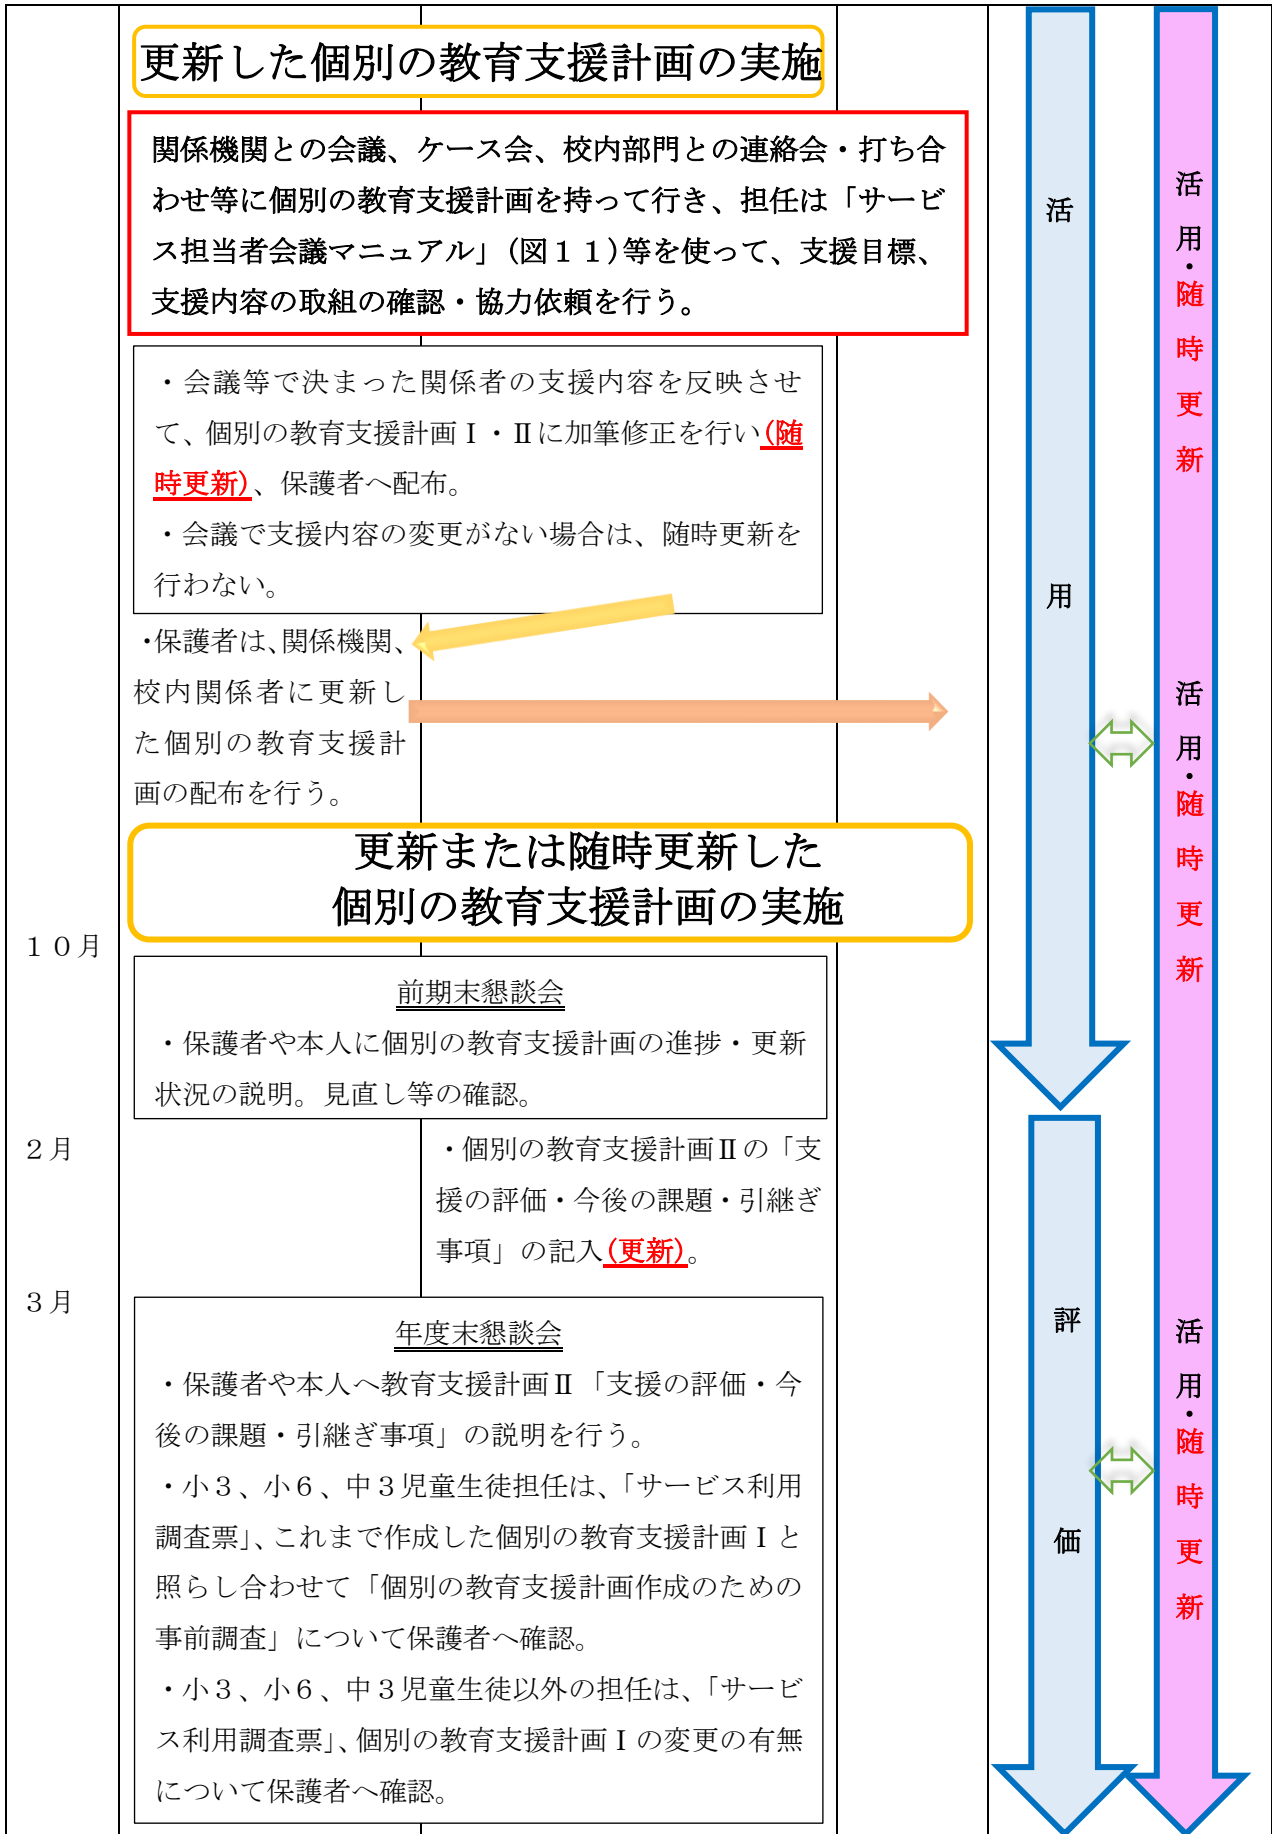 更新した個別の教育支援計画の実施
関係機関との会議、ケース会、校内部門との連絡会・打ち合
わせ等に個別の教育支援計画を持って行き、担任は「サービ
ス担当者会議マニュアル」(図１１)等を使って、支援目標、
支援内容の取組の確認・協力依頼を行う。
・会議等で決まった関係者の支援内容を反映させ
て、個別の教育支援計画Ⅰ・Ⅱに加筆修正を行い(随
時更新)、保護者へ配布。
・会議で支援内容の変更がない場合は、随時更新を
行わない。
・保護者は、関係機関、
校内関係者に更新し
た個別の教育支援計
画の配布を行う。
更新または随時更新した
個別の教育支援計画の実施
１０月
前期末懇談会
・保護者や本人に個別の教育支援計画の進捗・更新
状況の説明。見直し等の確認。
２月
・個別の教育支援計画Ⅱの「支
援の評価・今後の課題・引継ぎ
事項」の記入(更新)。
３月
年度末懇談会
・保護者や本人へ教育支援計画Ⅱ「支援の評価・今
後の課題・引継ぎ事項」の説明を行う。
・小３、小６、中３児童生徒担任は、「サービス利用
調査票」、これまで作成した個別の教育支援計画Ⅰと
照らし合わせて「個別の教育支援計画作成のための
事前調査」について保護者へ確認。
・小３、小６、中３児童生徒以外の担任は、「サービ
ス利用調査票」、個別の教育支援計画Ⅰの変更の有無
について保護者へ確認。
活用
評価
活用・随時更新
活用・随時更新
活用・随時更新